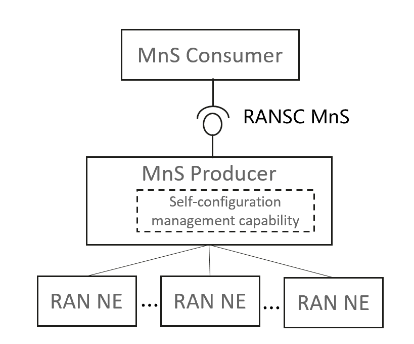 MnS Consumer
RANSC MnS
MnS Producer
Self-configuration
management capability
RAN NE ... RAN NE ... RAN NE